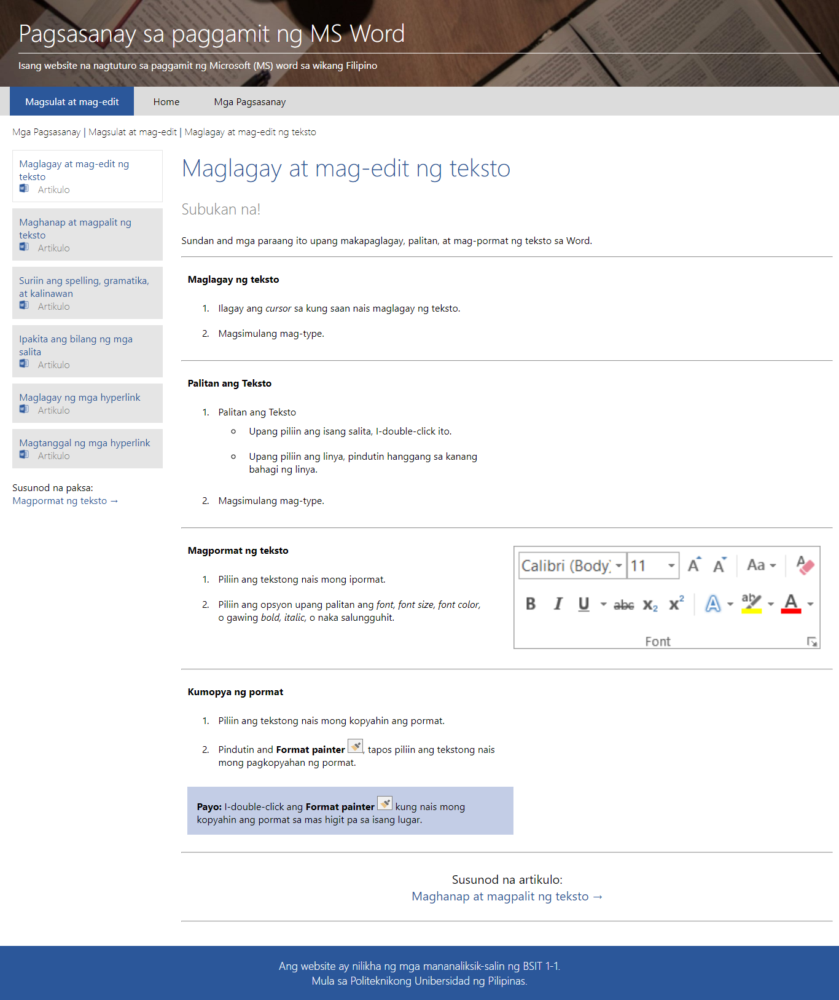 Pagsasanay sa paggamit ng MS Word
Isang website na nagtuturo sa paggamit ng Microsoft (MS) word sa wikang Filipino
Magsulat at mag-edit
Home
Mga Pagsasanay
Mga Pagsasanay | Magsulat at mag-edit | Maglagay at mag-edit ng teksto
Maglagay at mag-edit ng
teksto
Artikulo
Maghanap at magpalit ng
teksto
Artikulo
Suriin ang spelling, gramatika,
at kalinawan
Artikulo
Ipakita ang bilang ng mga
salita
Artikulo
Maglagay ng mga hyperlink
Artikulo
Magtanggal ng mga hyperlink
Artikulo
Susunod na paksa:
Magpormat ng teksto →
Maglagay at mag-edit ng teksto
Subukan na!
Sundan and mga paraang ito upang makapaglagay, palitan, at mag-pormat ng teksto sa Word.
Maglagay ng teksto
1. Ilagay ang cursor sa kung saan nais maglagay ng teksto.
2. Magsimulang mag-type.
Palitan ang Teksto
1. Palitan ang Teksto
Upang piliin ang isang salita, I-double-click ito.
Upang piliin ang linya, pindutin hanggang sa kanang
bahagi ng linya.
2. Magsimulang mag-type.
Magpormat ng teksto
1. Piliin ang tekstong nais mong ipormat.
2. Piliin ang opsyon upang palitan ang font, font size, font color,
o gawing bold, italic, o naka salungguhit.
Calibri (Body) 11 A A Aa A
B I U abc X2 X2 A ab A
Font
Kumopya ng pormat
1. Piliin ang tekstong nais mong kopyahin ang pormat.
2. Pindutin and Format painter , tapos piliin ang tekstong nais
mong pagkopyahan ng pormat.
Payo: I-double-click ang Format painter kung nais mong
kopyahin ang pormat sa mas higit pa sa isang lugar.
Susunod na artikulo:
Maghanap at magpalit ng teksto →
Ang website ay nilikha ng mga mananaliksik-salin ng BSIT 1-1.
Mula sa Politeknikong Unibersidad ng Pilipinas.